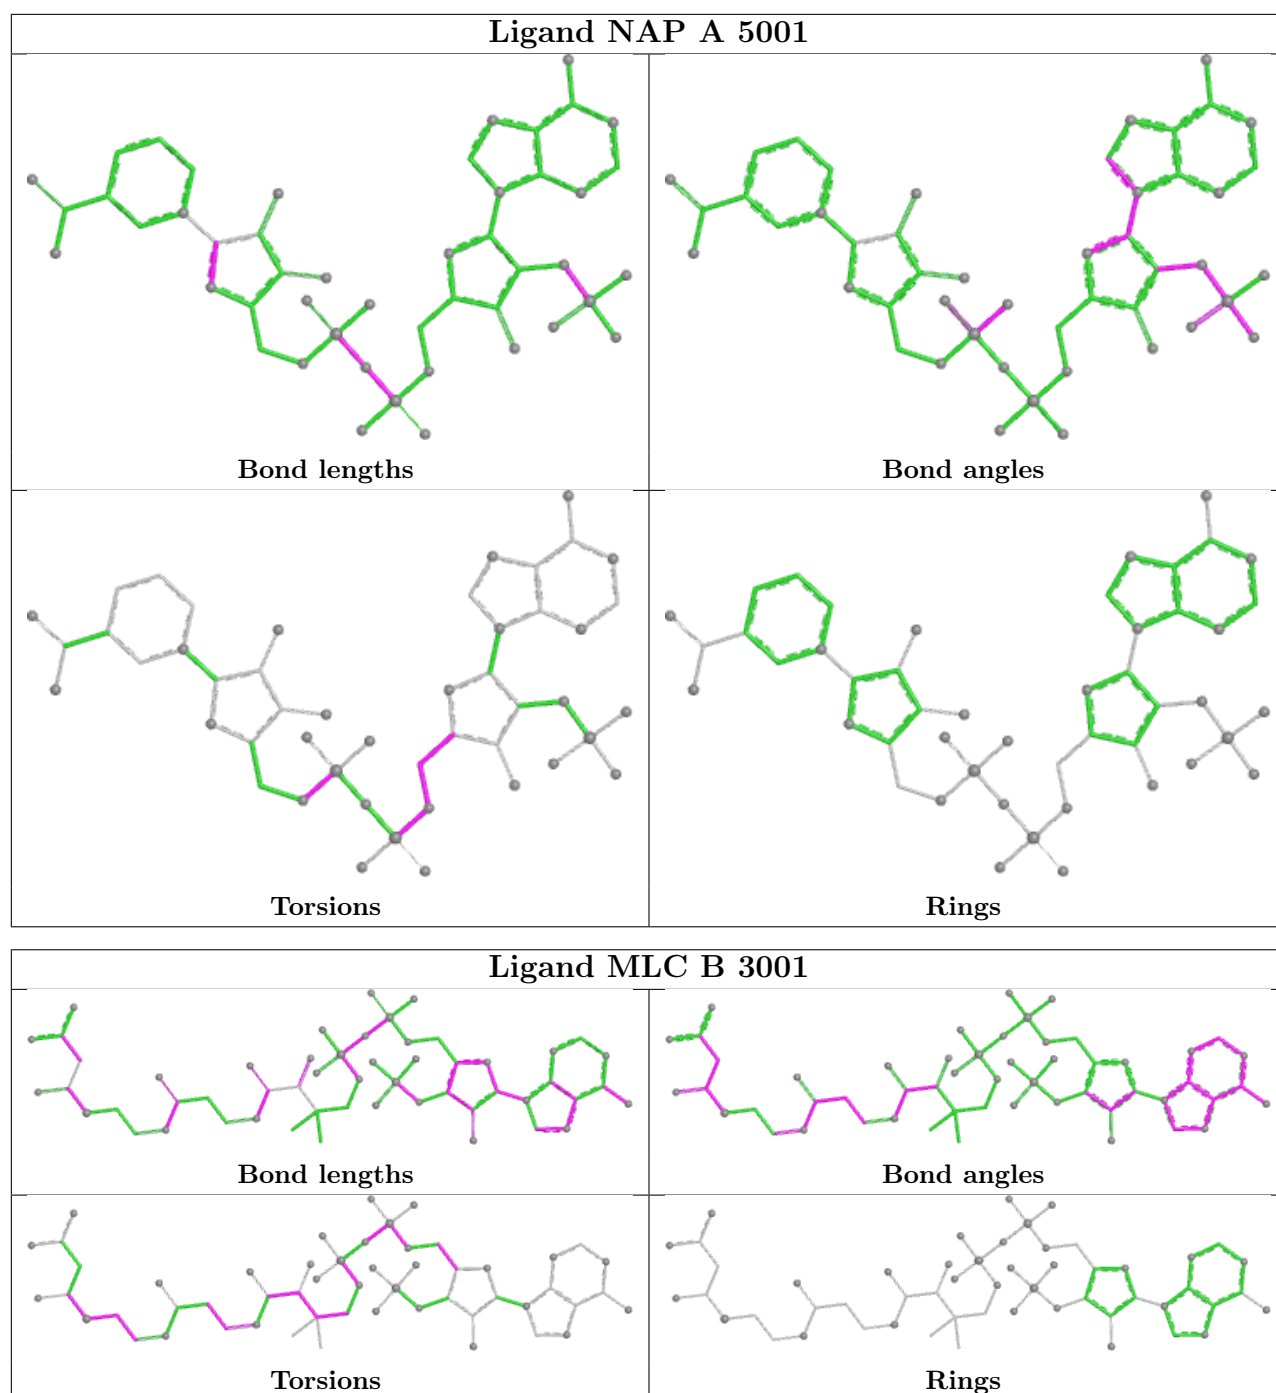 Ligand NAP A 5001
Bond lengths
Bond angles
Torsions
Rings
Ligand MLC B 3001
Bond lengths
Bond angles
Torsions
Rings